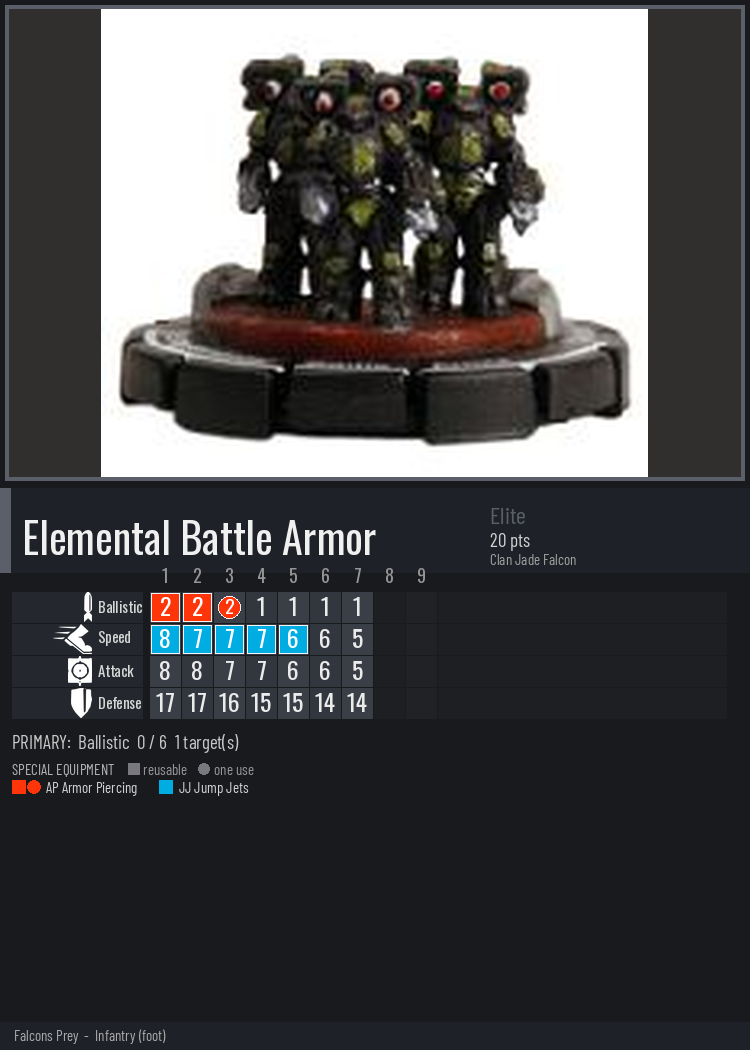 Elemental Battle Armor
Elite
20 pts
Clan Jade Falcon
1 2 3 4 5 6 7 8 9
Ballistic 2 2 2 1 1 1 1
Speed 8 7 7 7 6 6 5
Attack 8 8 7 7 6 6 5
Defense 17 17 16 15 15 14 14
PRIMARY: Ballistic 0 / 6 1 target(s)
SPECIAL EQUIPMENT reusable one use
AP Armor Piercing JJ Jump Jets
Falcons Prey - Infantry (foot)